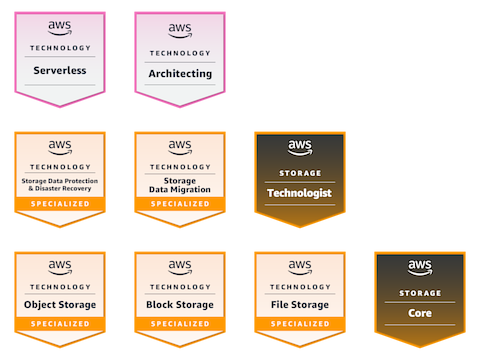 aws
TECHNOLOGY
Serverless
aws
TECHNOLOGY
Architecting
aws
TECHNOLOGY
Storage Data Protection
& Disaster Recovery
SPECIALIZED
aws
TECHNOLOGY
Storage
Data Migration
SPECIALIZED
aws
STORAGE
Technologist
aws
TECHNOLOGY
Object Storage
SPECIALIZED
aws
TECHNOLOGY
Block Storage
SPECIALIZED
aws
TECHNOLOGY
File Storage
SPECIALIZED
aws
STORAGE
Core